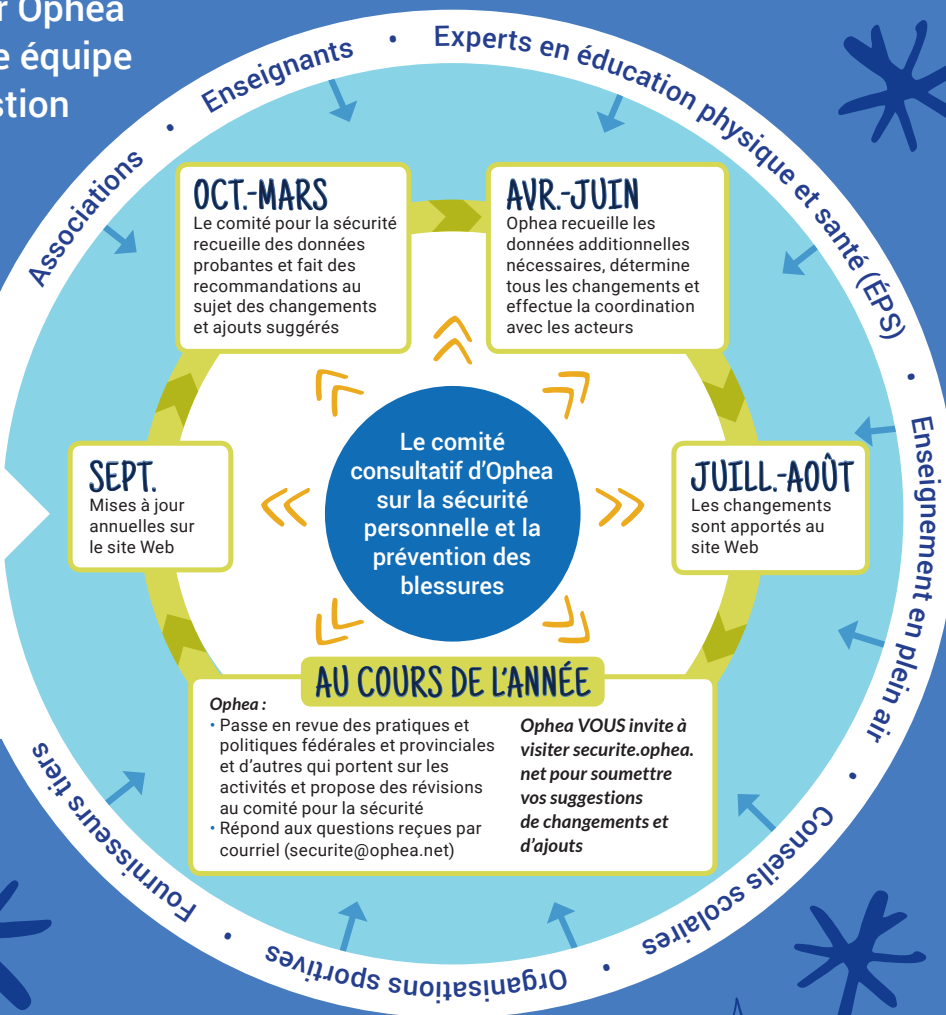 r Ophea
e équipe
stion
Associations • Enseignants • Experts en éducation physique et santé (ÉPS) • Enseignement en plein air • Conseils scolaires • Organisations sportives • Fournisseurs tiers
OCT.-MARS
Le comité pour la sécurité
recueille des données
probantes et fait des
recommandations au
sujet des changements
et ajouts suggérés
AVR.-JUIN
Ophea recueille les
données additionnelles
nécessaires, détermine
tous les changements et
effectue la coordination
avec les acteurs
SEPT.
Mises à jour
annuelles sur
le site Web
Le comité
consultatif d'Ophea
sur la sécurité
personnelle et la
prévention des
blessures
JUILL.-AOÛT
Les changements
sont apportés au
site Web
AU COURS DE L'ANNÉE
Ophea :
• Passe en revue des pratiques et
politiques fédérales et provinciales
et d'autres qui portent sur les
activités et propose des révisions
au comité pour la sécurité
• Répond aux questions reçues par
courriel (securite@ophea.net)
Ophea VOUS invite à
visiter securite.ophea.
net pour soumettre
vos suggestions
de changements et
d'ajouts